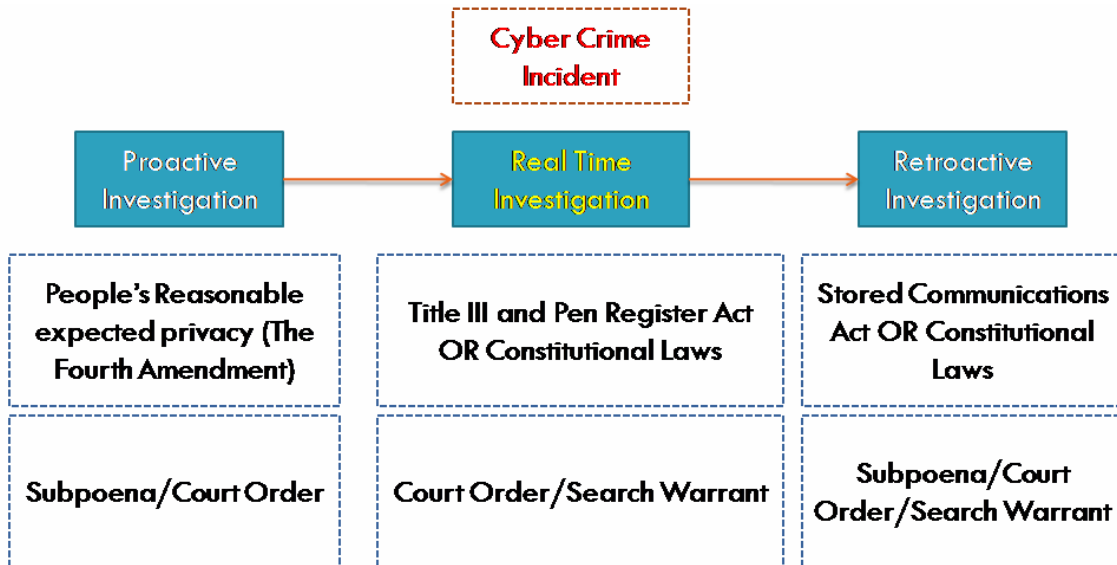 Cyber Crime
Incident
Proactive
Investigation
Real Time
Investigation
Retroactive
Investigation
People's Reasonable
expected privacy (The
Fourth Amendment)
Title III and Pen Register Act
OR Constitutional Laws
Stored Communications
Act OR Constitutional
Laws
Subpoena/Court Order
Court Order/Search Warrant
Subpoena/Court
Order/Search Warrant